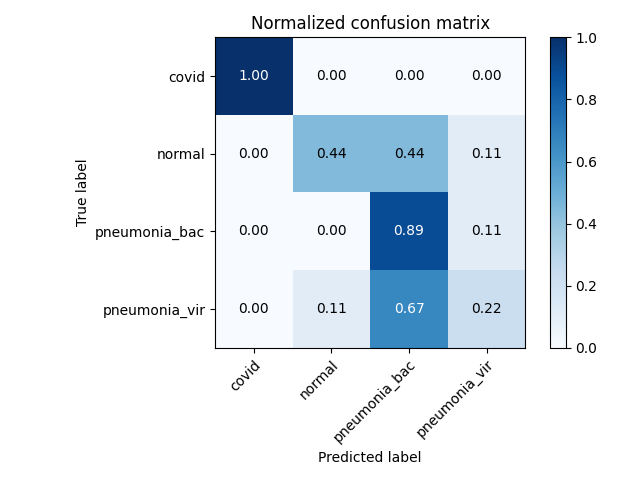 Normalized confusion matrix
True label
covid 1.00 0.00 0.00 0.00
normal 0.00 0.44 0.44 0.11
pneumonia_bac 0.00 0.00 0.89 0.11
pneumonia_vir 0.00 0.11 0.67 0.22
covid normal pneumonia_bac pneumonia_vir
Predicted label
1.0
0.8
0.6
0.4
0.2
0.0